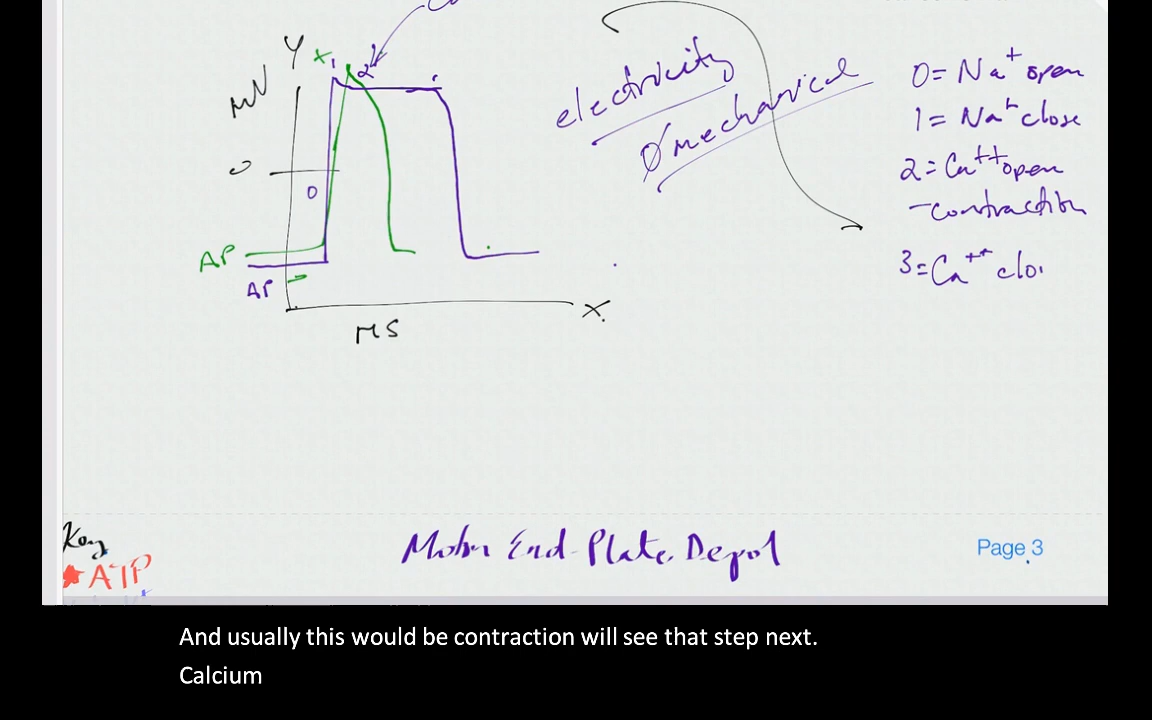 Y
+
1
2
mV
0
0
AP
AP
-
MS
X
electricity
Ø mechanical
0= Na+ open
1= Na+ close
2= Ca++ open
-contraction
3= Ca++ clo
Key
ATP
Motor End-Plate Depol
Page 3
And usually this would be contraction will see that step next.
Calcium